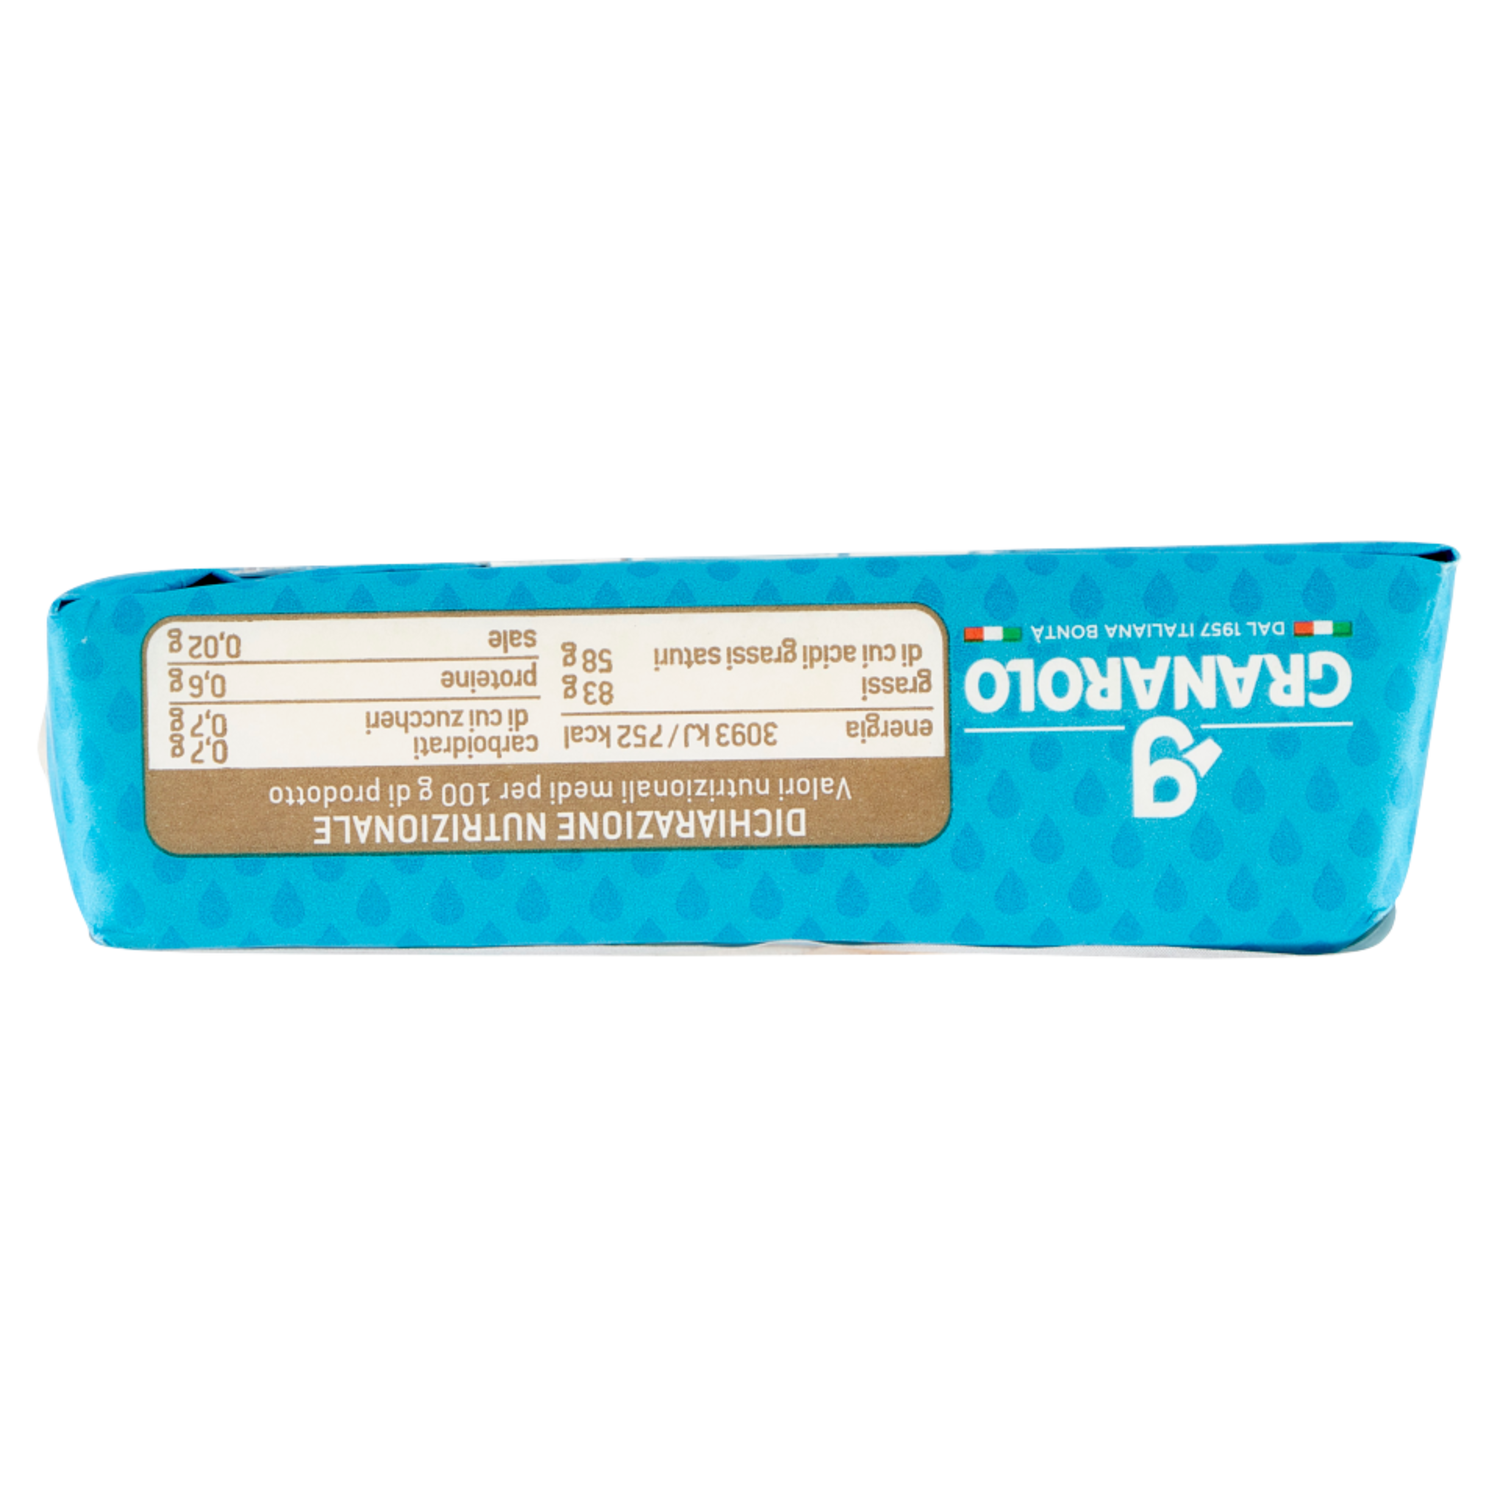 g
GRANAROLO
DAL 1957 ITALIANA BONTÀ
DICHIARAZIONE NUTRIZIONALE
Valori nutrizionali medi per 100 g di prodotto
energia 3093 kJ / 752 kcal
grassi 83 g
di cui acidi grassi saturi 58 g
carboidrati 0,7 g
di cui zuccheri 0,7 g
proteine 0,6 g
sale 0,02 g